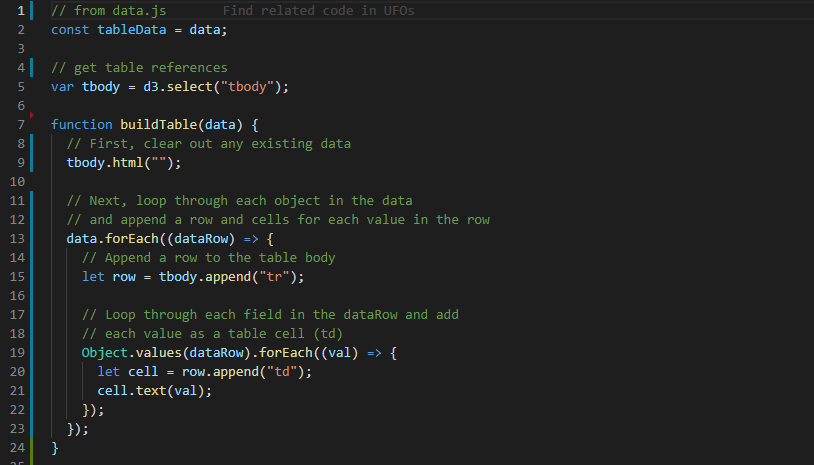 1 // from data.js Find related code in UFOs
2 const tableData = data;
3
4 // get table references
5 var tbody = d3.select("tbody");
6
7 function buildTable(data) {
8   // First, clear out any existing data
9   tbody.html("");
10
11   // Next, loop through each object in the data
12   // and append a row and cells for each value in the row
13   data.forEach((dataRow) => {
14     // Append a row to the table body
15     let row = tbody.append("tr");
16
17     // Loop through each field in the dataRow and add
18     // each value as a table cell (td)
19     Object.values(dataRow).forEach((val) => {
20       let cell = row.append("td");
21       cell.text(val);
22     });
23   });
24 }